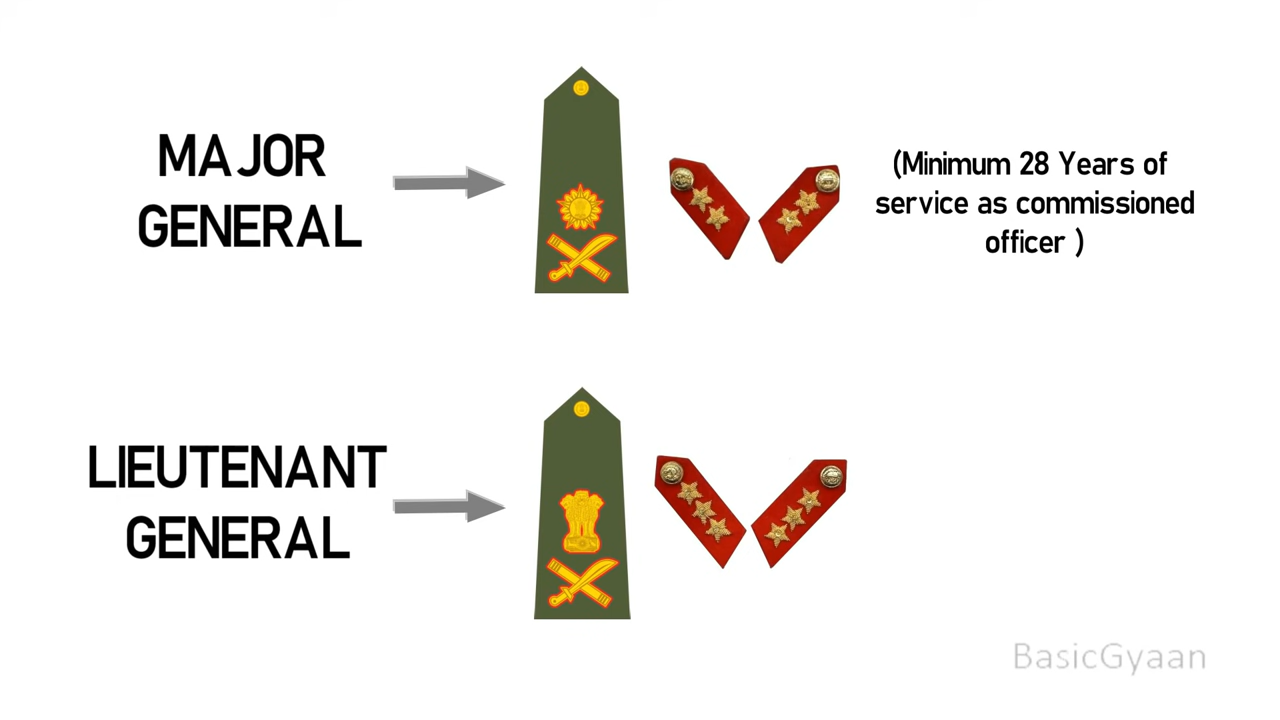 MAJOR
GENERAL
(Minimum 28 Years of
service as commissioned
officer )
LIEUTENANT
GENERAL
BasicGyaan